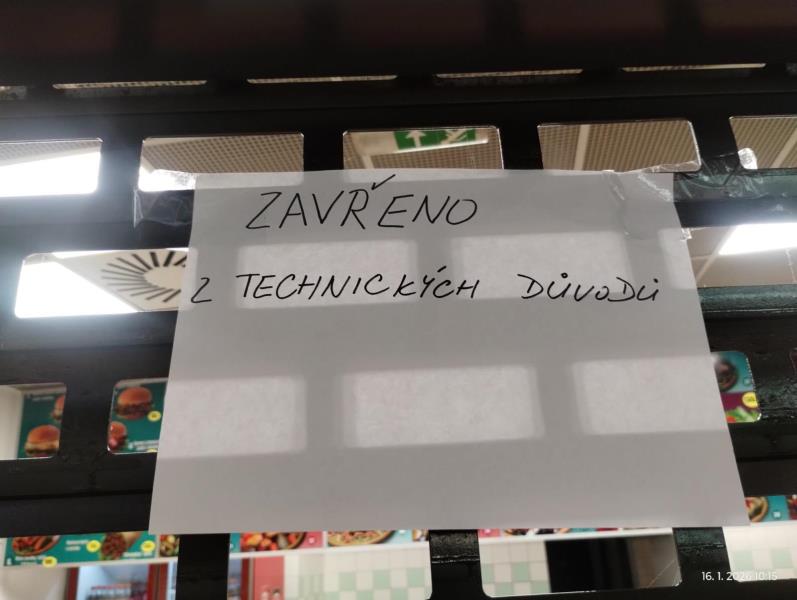 ZAVŘENO
Z TECHNICKÝCH DŮVODŮ
16. 1. 2026 10:15